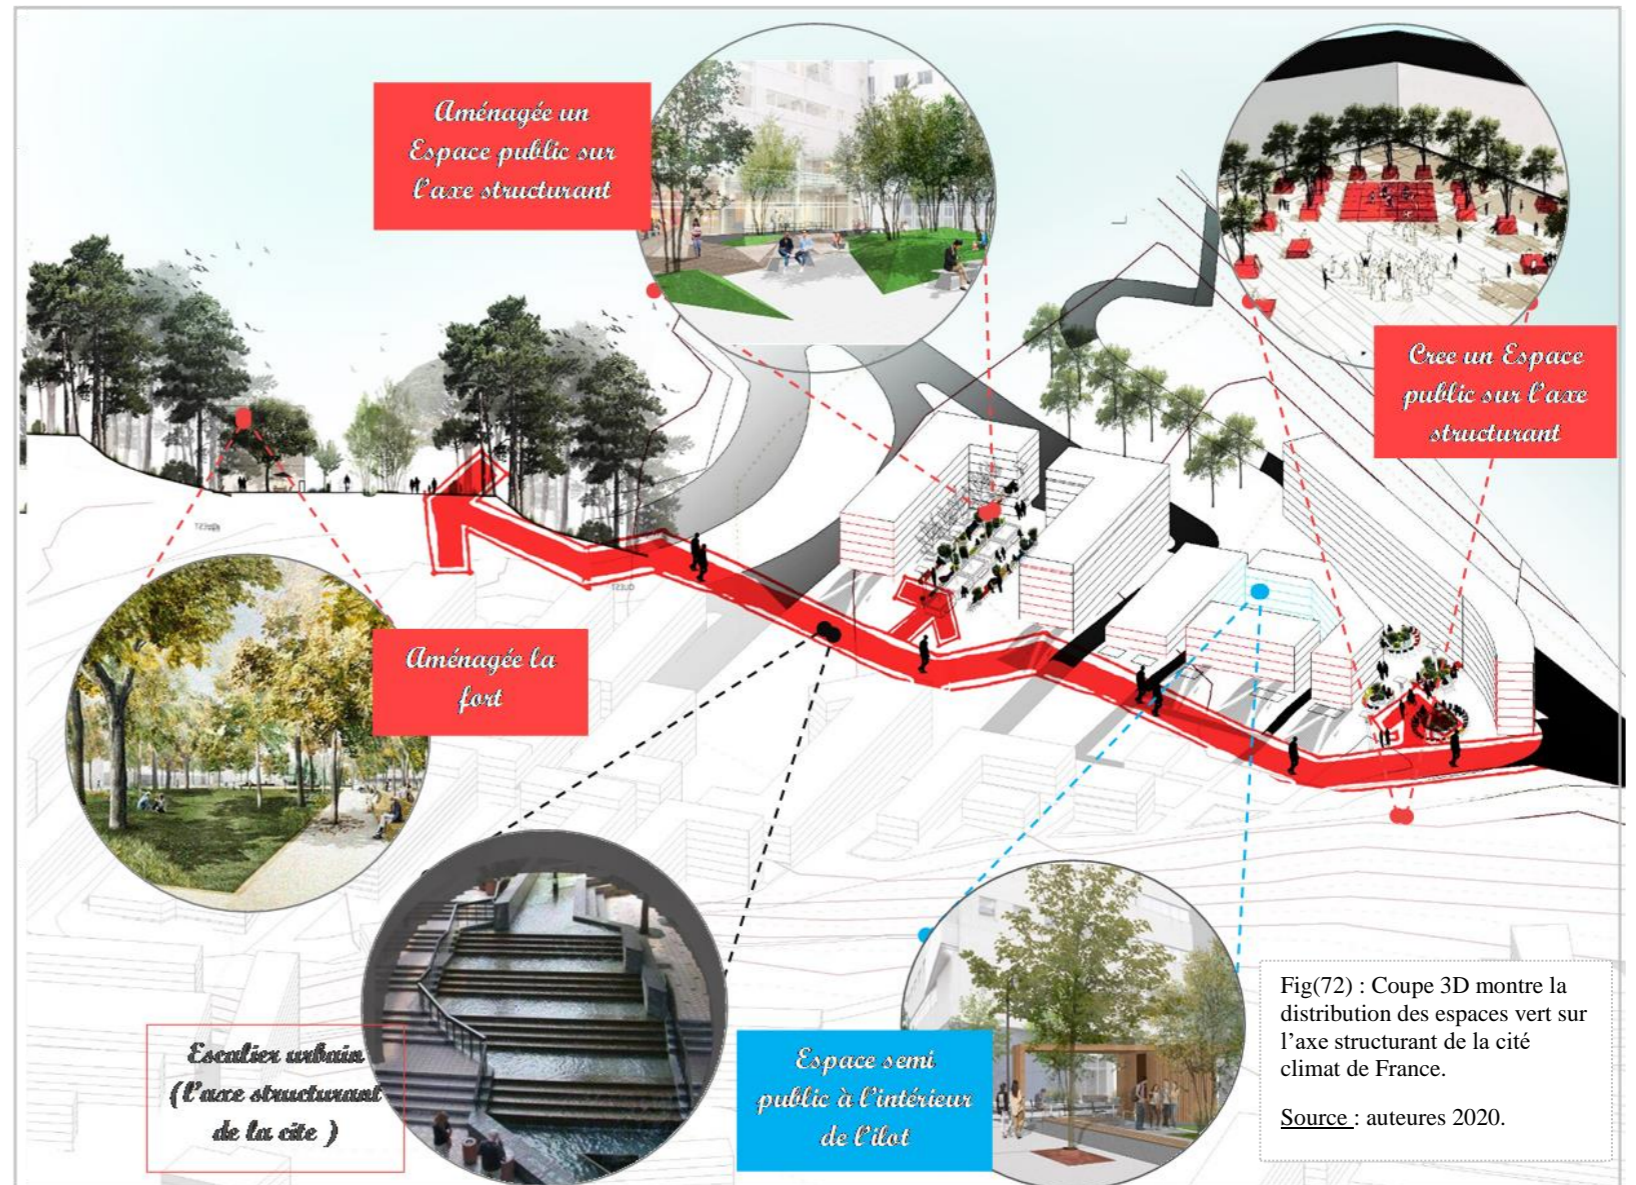 Aménagée un
Espace public sur
l'axe structurant
Cree un Espace
public sur l'axe
structurant
Aménagée la
fort
OUEST
Escalier urbain
(l'axe structurant
de la cite )
Espace semi
public à l'intérieur
de l'ilot
Fig(72) : Coupe 3D montre la
distribution des espaces vert sur
l'axe structurant de la cité
climat de France.
Source : auteures 2020.